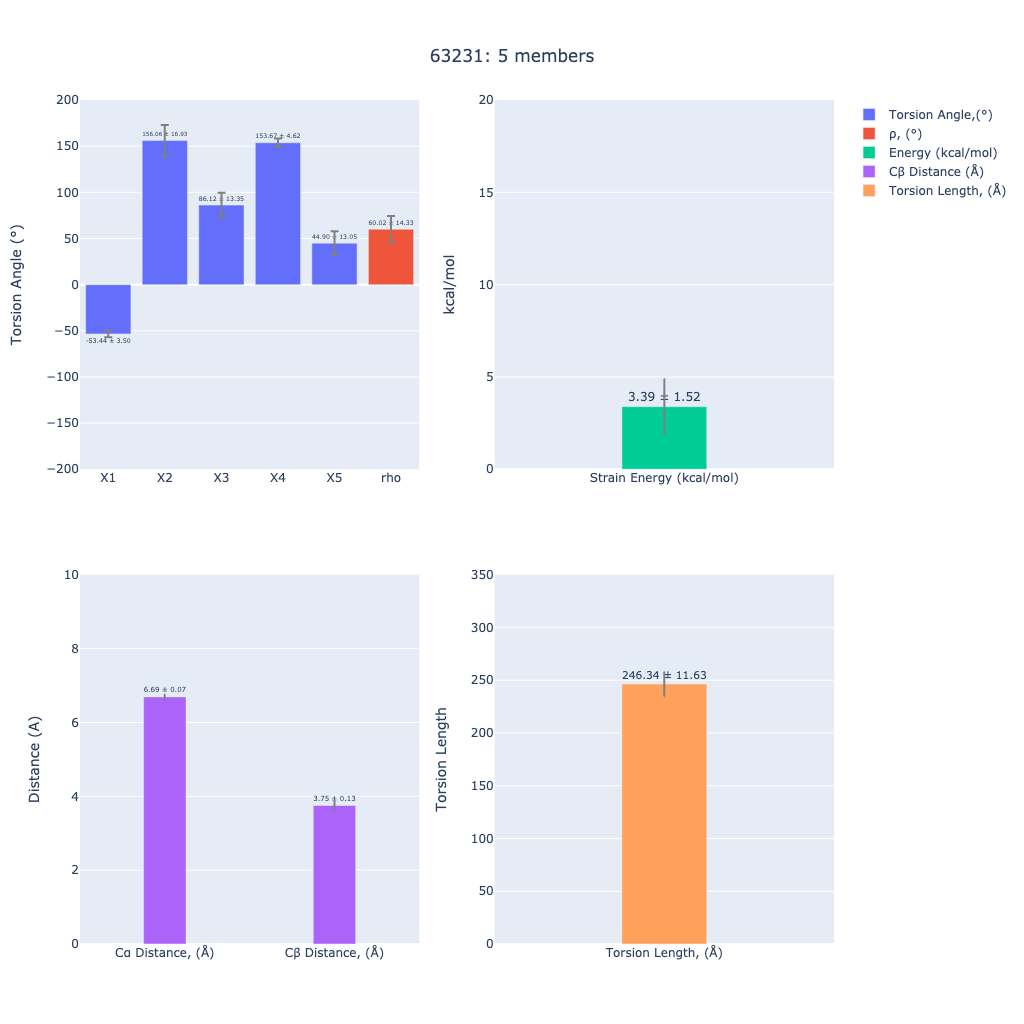 63231: 5 members
200
150
100
50
0
−50
−100
−150
−200
Torsion Angle (°)
-53.44 ± 3.50
156.06 ± 16.93
86.12 ± 13.35
153.67 ± 4.62
44.90 ± 13.05
60.02 ± 14.33
X1 X2 X3 X4 X5 rho
20
15
10
5
0
kcal/mol
3.39 ± 1.52
Strain Energy (kcal/mol)
Torsion Angle,(°)
ρ, (°)
Energy (kcal/mol)
Cβ Distance (Å)
Torsion Length, (Å)
10
8
6
4
2
0
Distance (A)
6.69 ± 0.07
3.75 ± 0.13
Cα Distance, (Å) Cβ Distance, (Å)
350
300
250
200
150
100
50
0
Torsion Length
246.34 ± 11.63
Torsion Length, (Å)